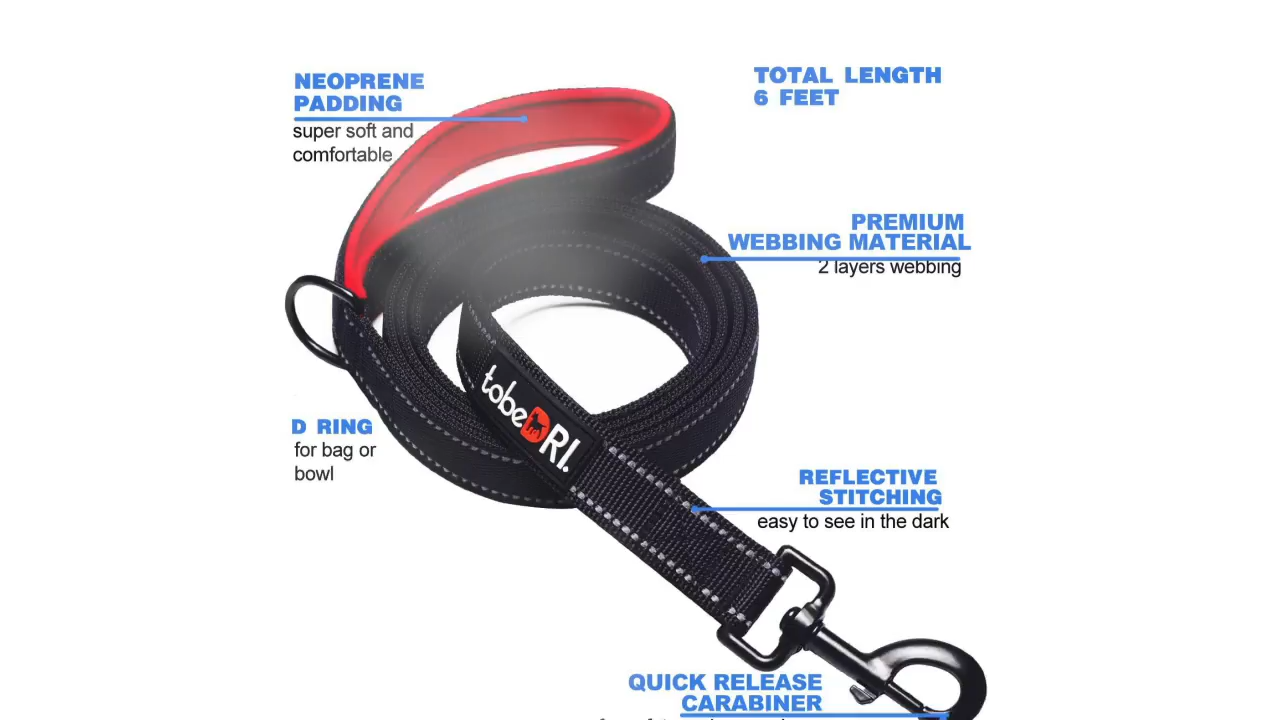 NEOPRENE
PADDING
super soft and
comfortable
TOTAL LENGTH
6 FEET
PREMIUM
WEBBING MATERIAL
2 layers webbing
tobeDRI.
D RING
for bag or
bowl
REFLECTIVE
STITCHING
easy to see in the dark
QUICK RELEASE
CARABINER